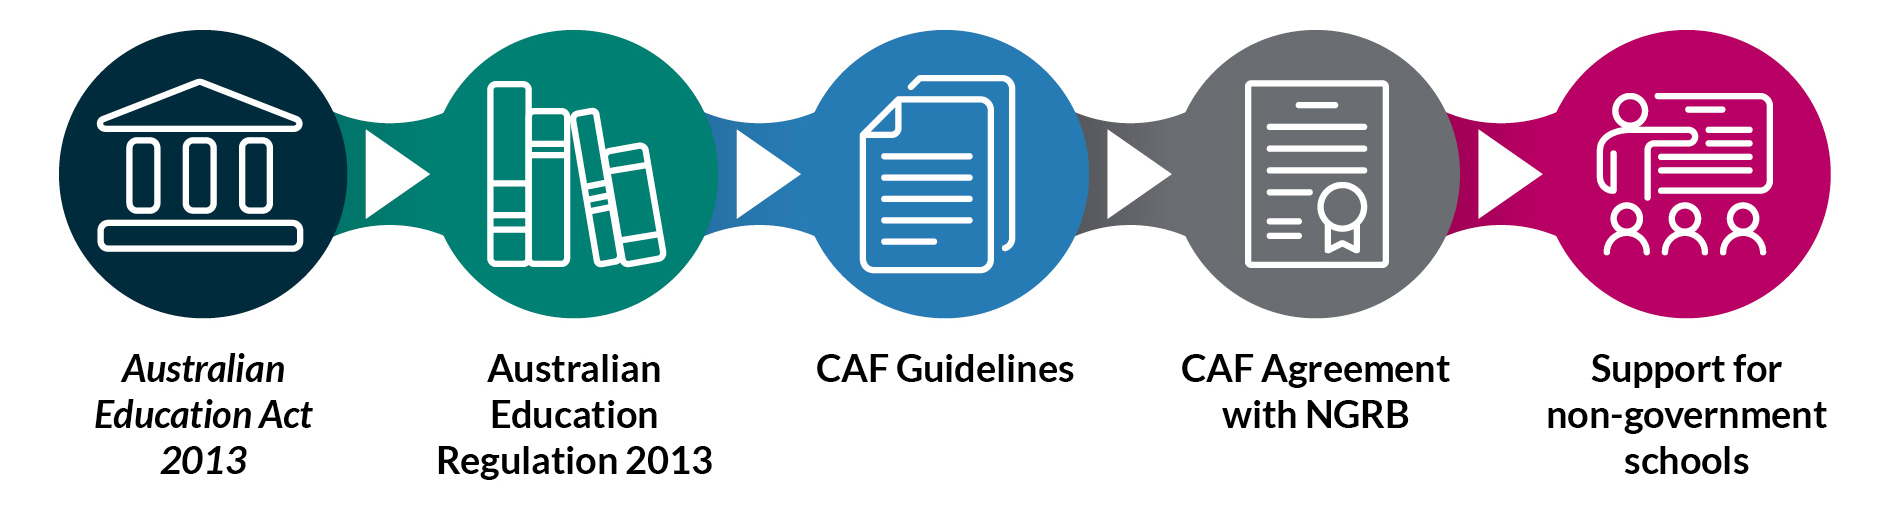 Australian
Education Act
2013
Australian
Education
Regulation 2013
CAF Guidelines
CAF Agreement
with NGRB
Support for
non-government
schools